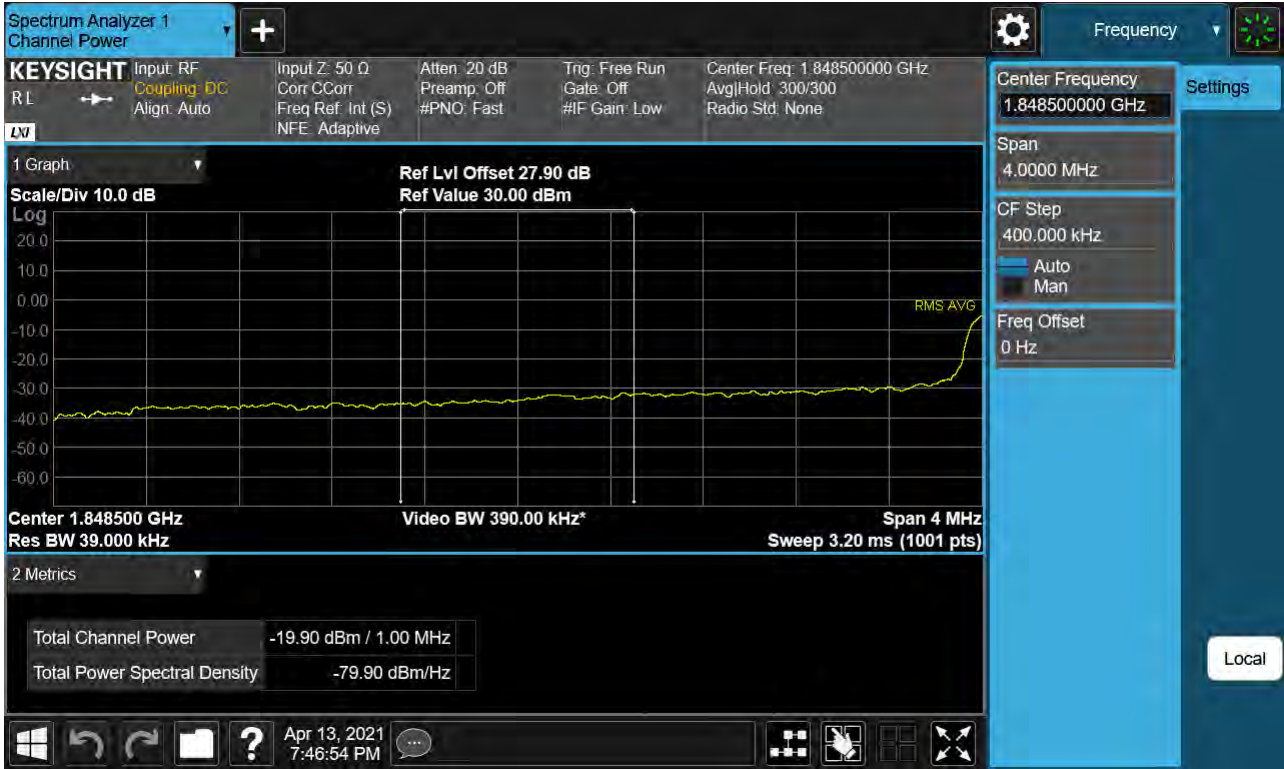 Spectrum Analyzer 1
Channel Power
+
Frequency
KEYSIGHT
RL
LXI
Input: RF
Coupling: DC
Align: Auto
Input Z: 50 Ω
Corr CCorr
Freq Ref: Int (S)
NFE: Adaptive
Atten: 20 dB
Preamp: Off
#PNO: Fast
Trig: Free Run
Gate: Off
#IF Gain: Low
Center Freq: 1.848500000 GHz
Avg|Hold: 300/300
Radio Std: None
Center Frequency
1.848500000 GHz
Settings
Span
4.0000 MHz
CF Step
400.000 kHz
Auto
Man
Freq Offset
0 Hz
1 Graph
Scale/Div 10.0 dB
Ref Lvl Offset 27.90 dB
Ref Value 30.00 dBm
Log
20.0
10.0
0.00
-10.0
-20.0
-30.0
-40.0
-50.0
-60.0
RMS AVG
Center 1.848500 GHz
Video BW 390.00 kHz*
Span 4 MHz
Res BW 39.000 kHz
Sweep 3.20 ms (1001 pts)
2 Metrics
Total Channel Power -19.90 dBm / 1.00 MHz
Total Power Spectral Density -79.90 dBm/Hz
Local
?
Apr 13, 2021
7:46:54 PM